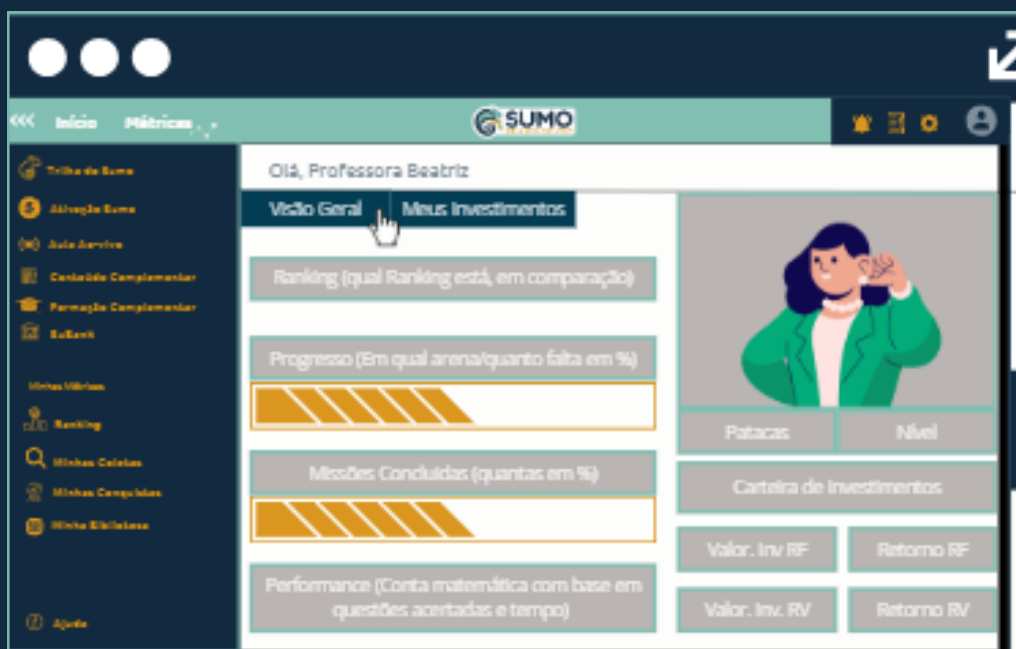 Início Métricas
SUMO
Trilha do Sumo
Olá, Professora Beatriz
Ativação Sumo
Visão Geral Meus Investimentos
Aula Ao-vivo
Conteúdo Complementar
Ranking (qual Ranking está, em comparação)
Formação Complementar
SuBank
Progresso (Em qual arena/quanto falta em %)
Minhas Métricas
Ranking
Patacas Nível
Minhas Coletas
Missões Concluídas (quantas em %)
Carteira de Investimentos
Minhas Conquistas
Minha Biblioteca
Valor. Inv RF Retorno RF
Performance (Conta matemática com base em
questões acertadas e tempo)
Valor. Inv. RV Retorno RV
Ajuda